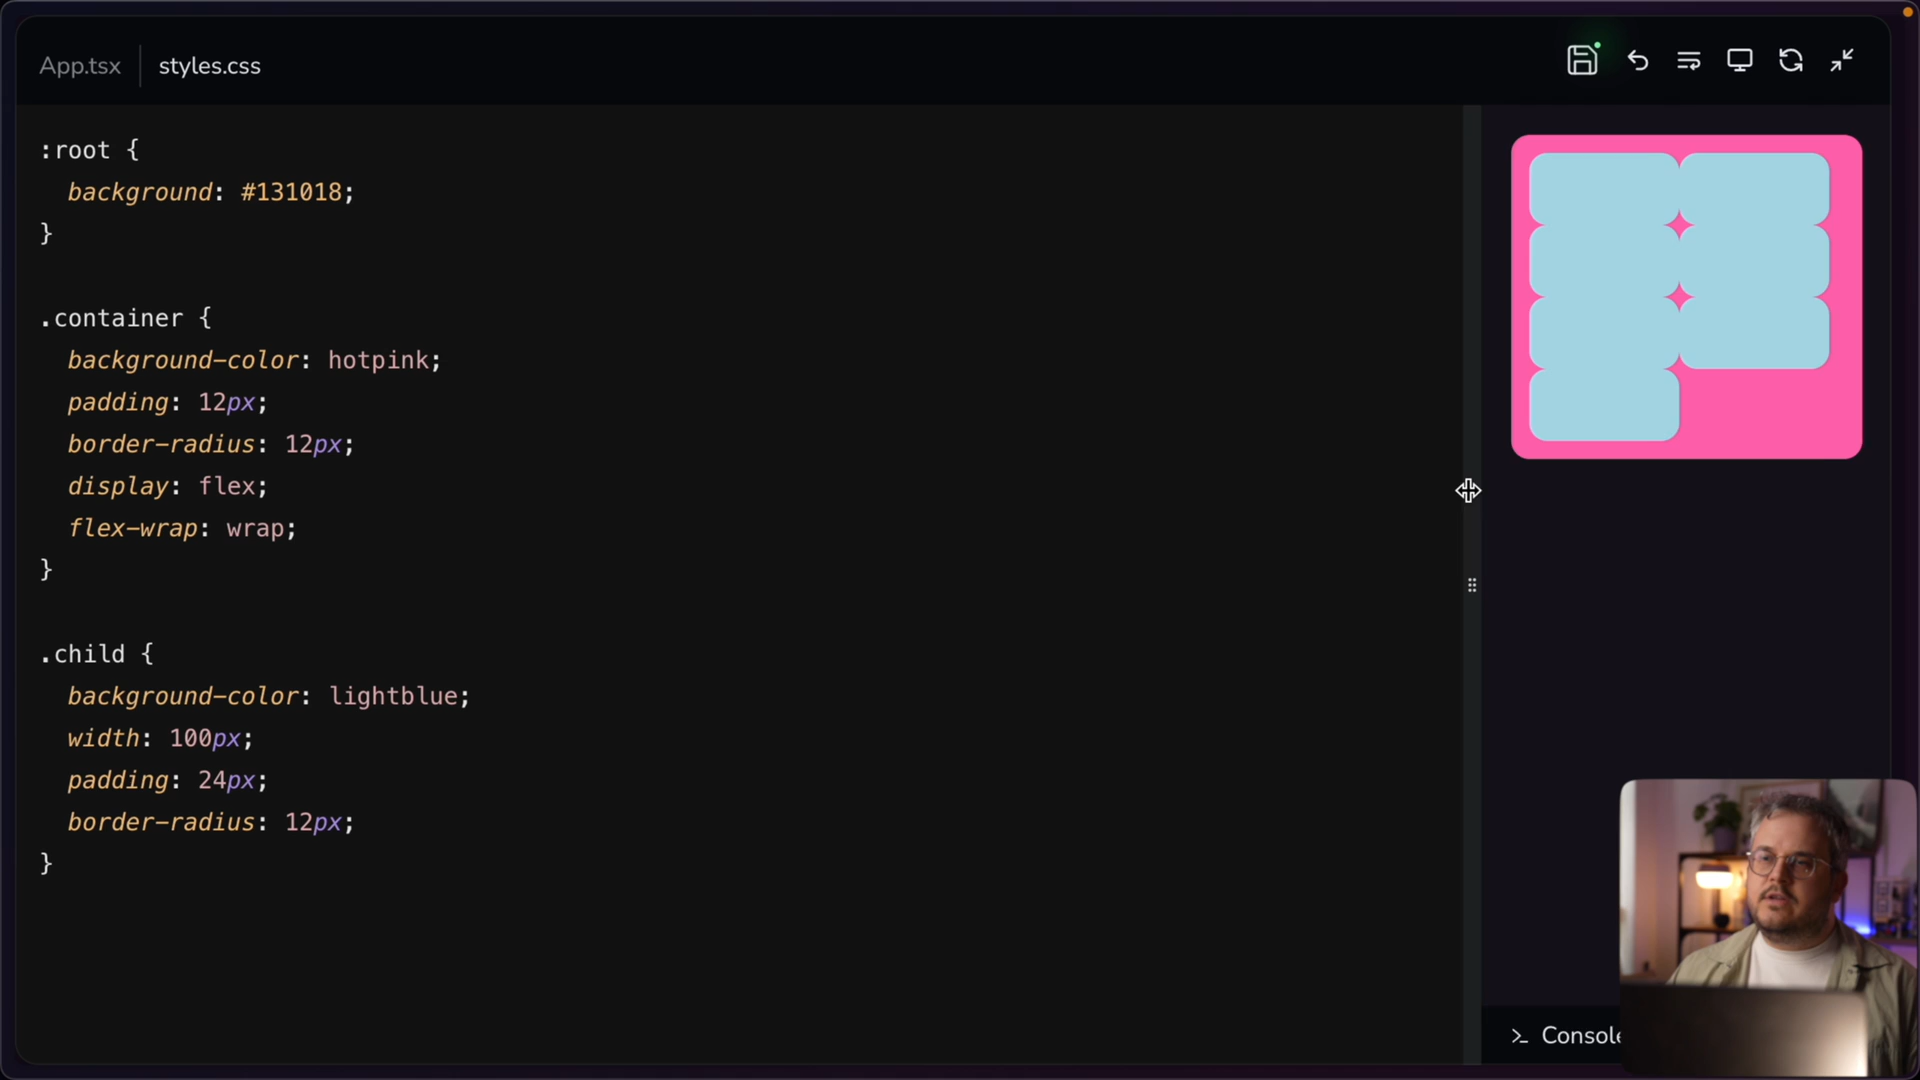 App.tsx
styles.css
:root {
background: #131018;
}
.container {
background-color: hotpink;
padding: 12px;
border-radius: 12px;
display: flex;
flex-wrap: wrap;
}
.child {
background-color: lightblue;
width: 100px;
padding: 24px;
border-radius: 12px;
}
>_ Console